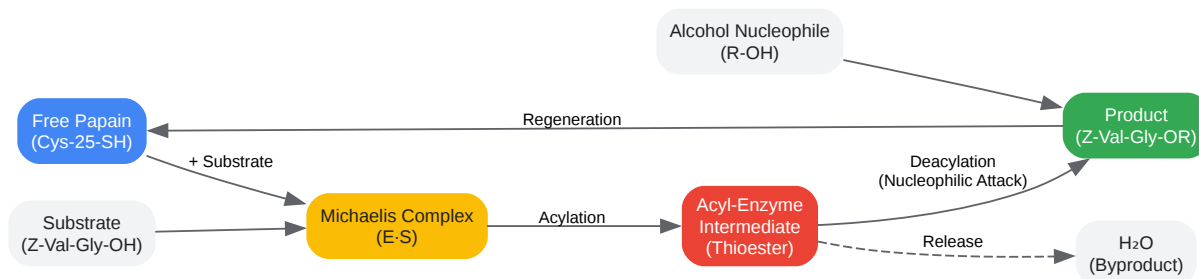 Alcohol Nucleophile
(R-OH)
Free Papain
(Cys-25-SH)
Regeneration
Product
(Z-Val-Gly-OR)
+ Substrate
Deacylation
(Nucleophilic Attack)
Substrate
(Z-Val-Gly-OH)
Michaelis Complex
(E·S)
Acylation
Acyl-Enzyme
Intermediate
(Thioester)
Release
H₂O
(Byproduct)